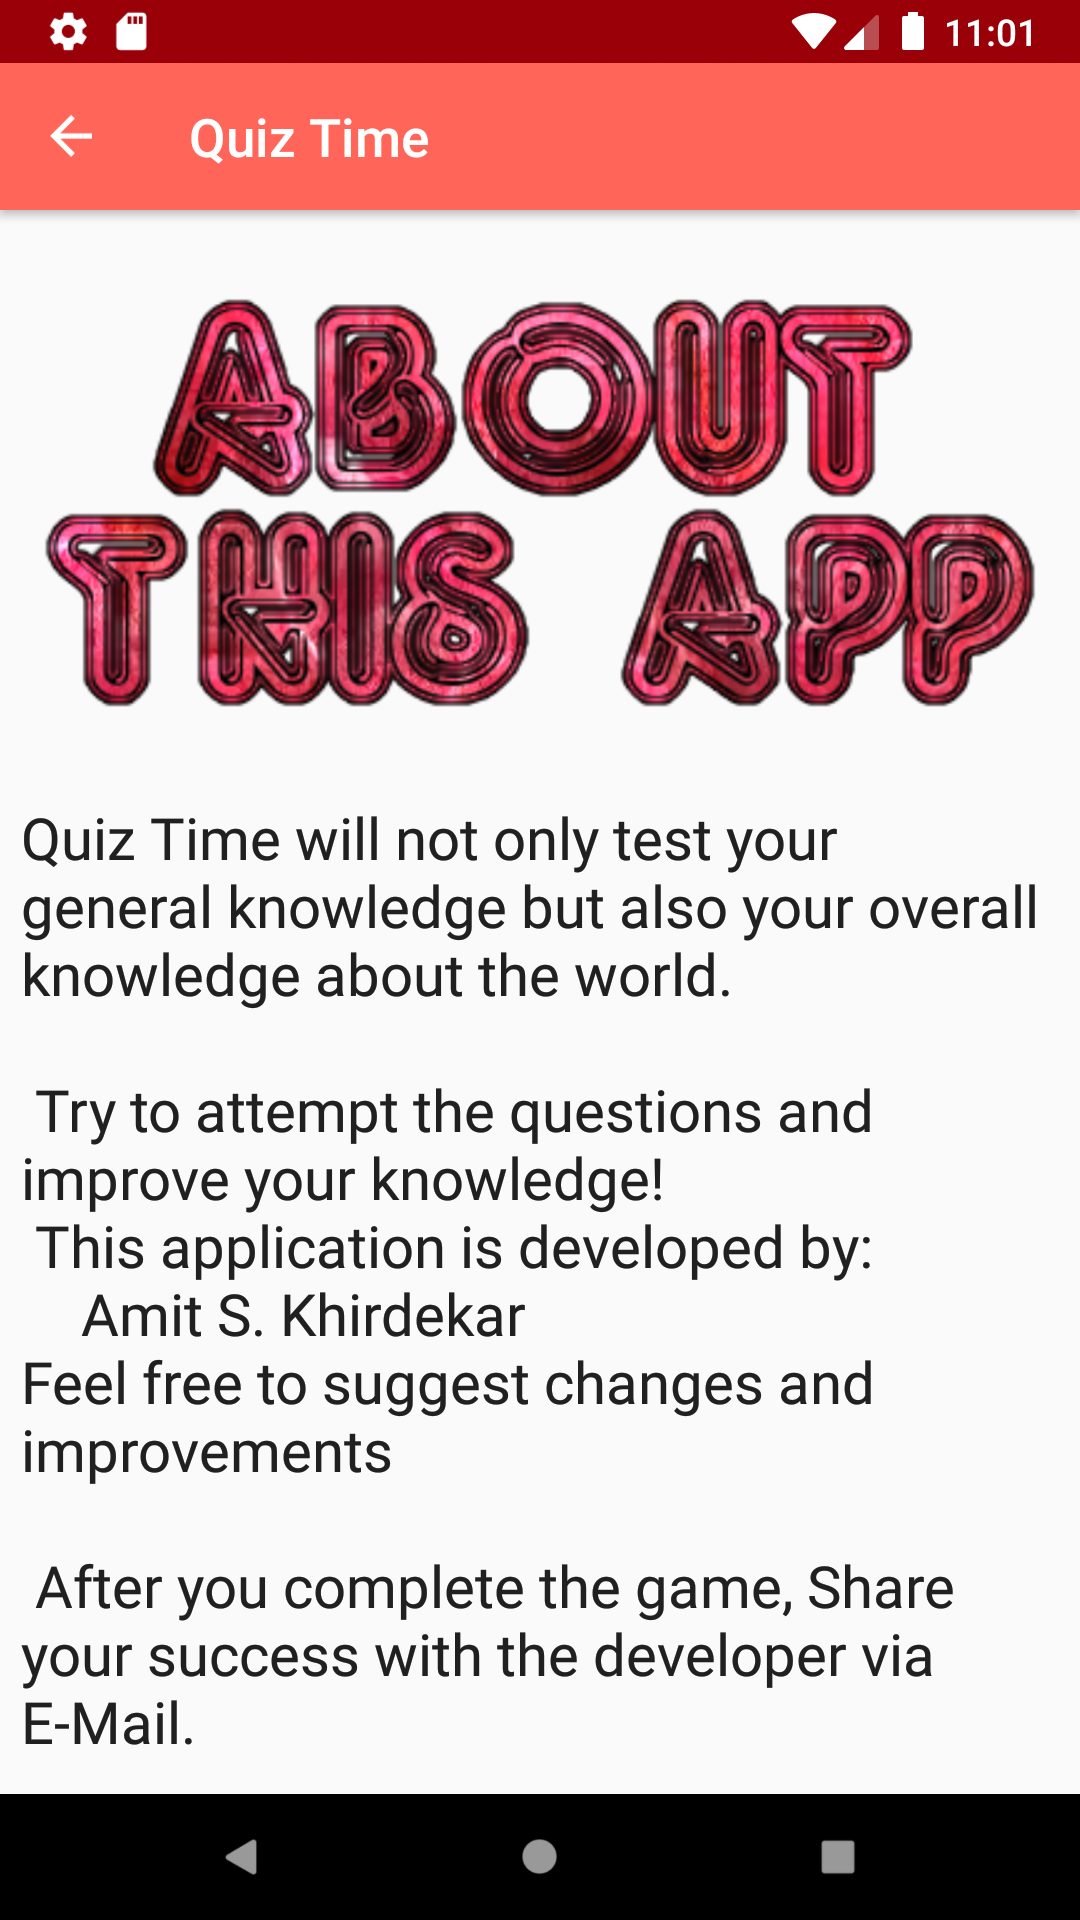 11:01
Quiz Time
ABOUT
THIS APP
Quiz Time will not only test your
general knowledge but also your overall
knowledge about the world.
Try to attempt the questions and
improve your knowledge!
This application is developed by:
Amit S. Khirdekar
Feel free to suggest changes and
improvements
After you complete the game, Share
your success with the developer via
E-Mail.